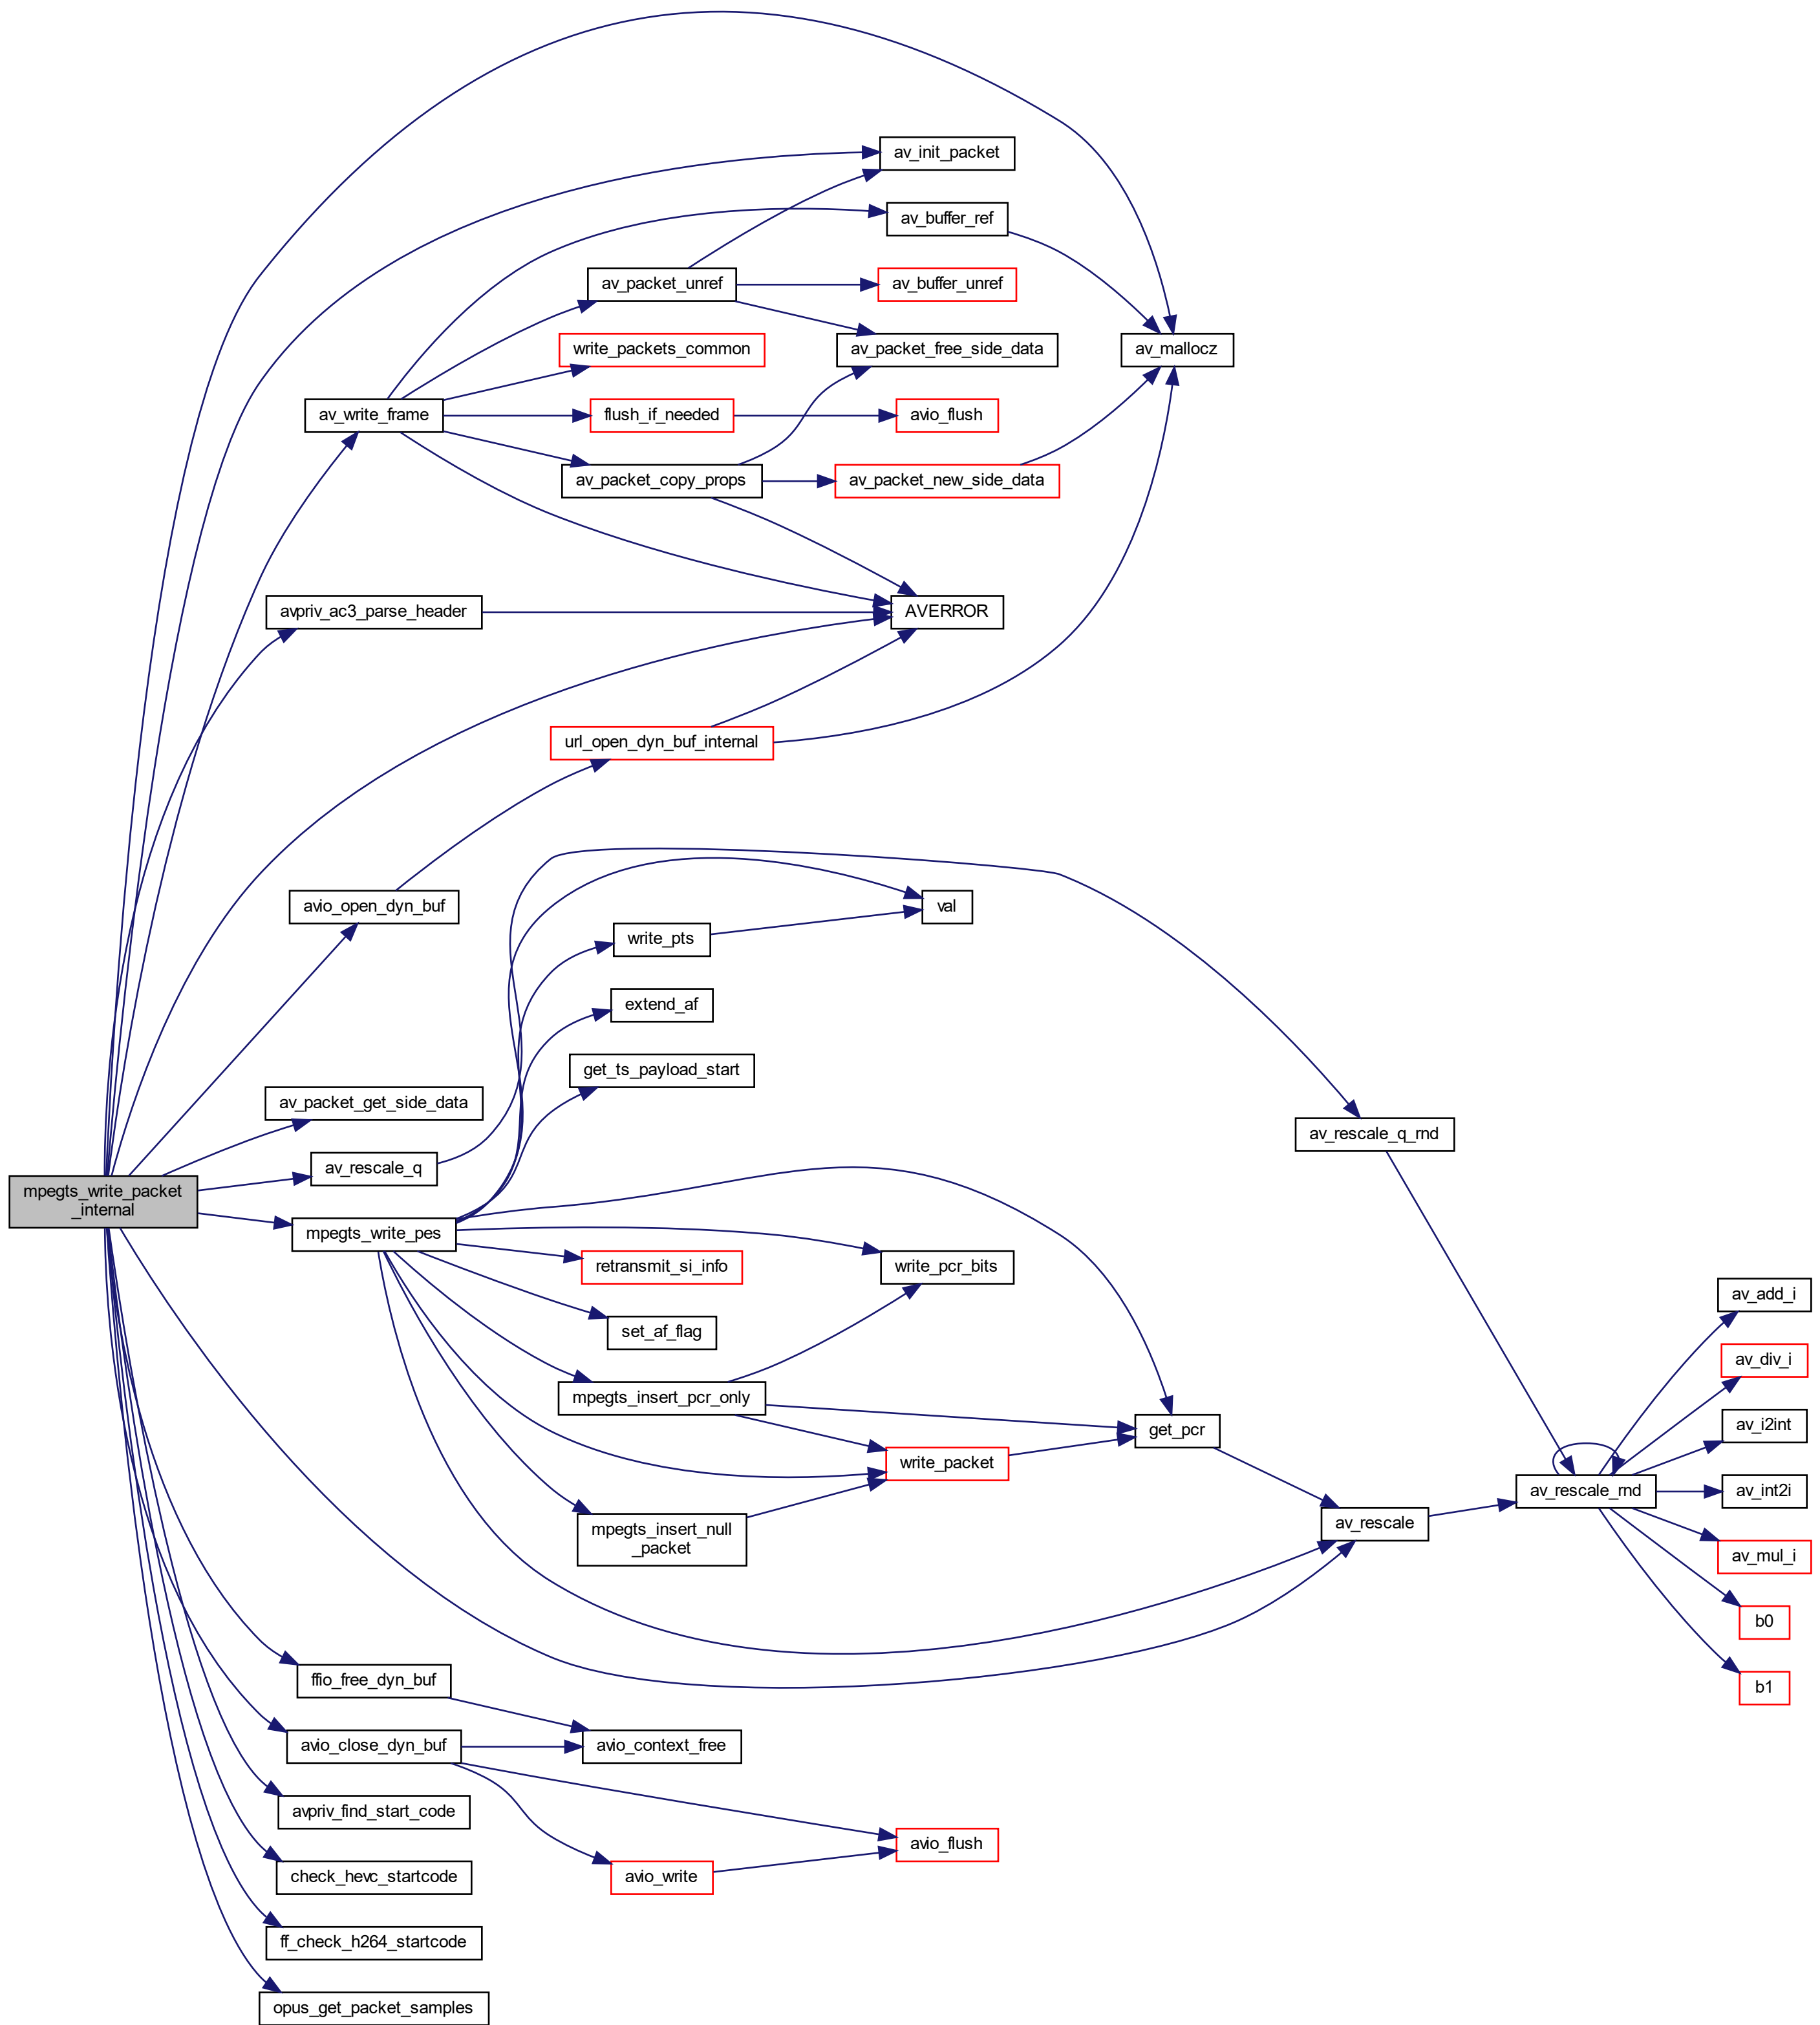 av_init_packet
av_buffer_ref
av_packet_unref
av_buffer_unref
write_packets_common
av_packet_free_side_data
av_mallocz
av_write_frame
flush_if_needed
avio_flush
av_packet_copy_props
av_packet_new_side_data
avpriv_ac3_parse_header
AVERROR
url_open_dyn_buf_internal
avio_open_dyn_buf
val
write_pts
extend_af
get_ts_payload_start
av_packet_get_side_data
av_rescale_q_rnd
av_rescale_q
mpegts_write_packet
_internal
mpegts_write_pes
retransmit_si_info
write_pcr_bits
av_add_i
set_af_flag
av_div_i
mpegts_insert_pcr_only
get_pcr
av_i2int
write_packet
av_rescale_rnd
av_int2i
av_rescale
mpegts_insert_null
_packet
av_mul_i
b0
ffio_free_dyn_buf
b1
avio_close_dyn_buf
avio_context_free
avpriv_find_start_code
avio_flush
check_hevc_startcode
avio_write
ff_check_h264_startcode
opus_get_packet_samples